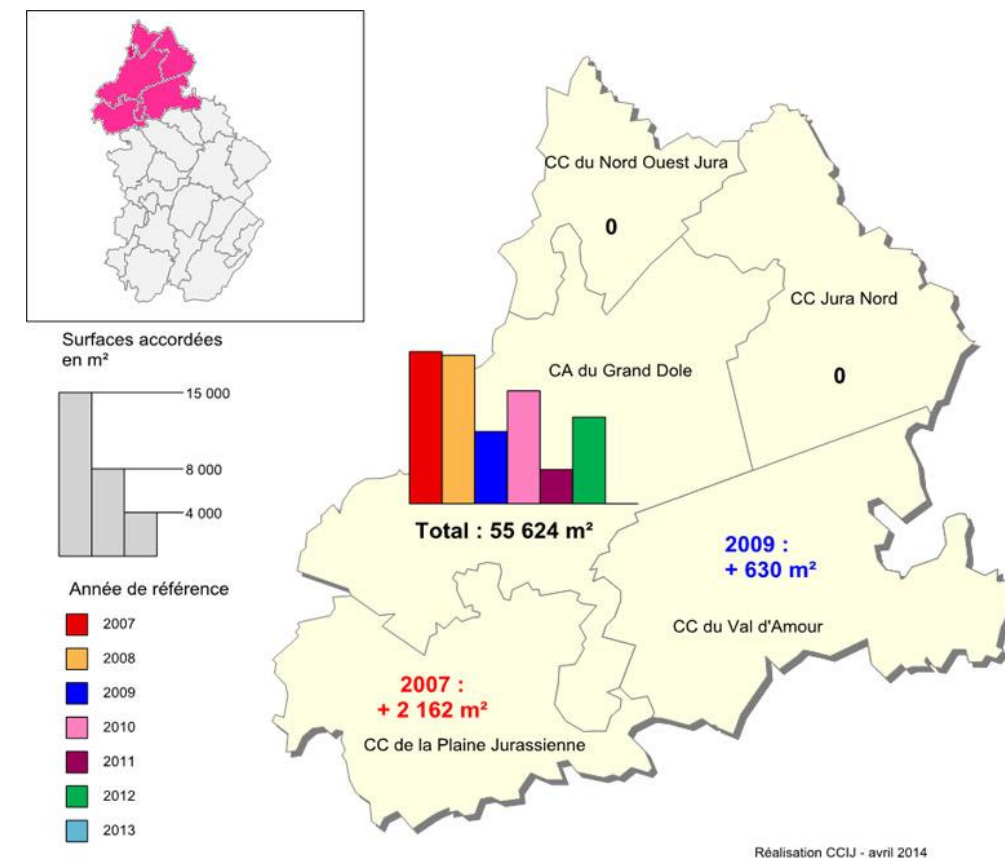 Surfaces accordées
en m²
15 000
8 000
4 000
Année de référence
2007
2008
2009
2010
2011
2012
2013
CC du Nord Ouest Jura
0
CC Jura Nord
0
CA du Grand Dole
Total : 55 624 m²
2009 :
+ 630 m²
CC du Val d'Amour
2007 :
+ 2 162 m²
CC de la Plaine Jurassienne
Réalisation CCIJ - avril 2014